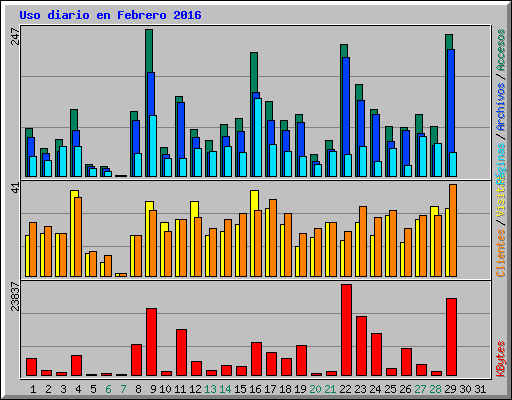 Uso diario en Febrero 2016
247
41
23837
Accesos / Archivos / Páginas
Visitas / Clientes
KBytes
1 2 3 4 5 6 7 8 9 10 11 12 13 14 15 16 17 18 19 20 21 22 23 24 25 26 27 28 29 30 31